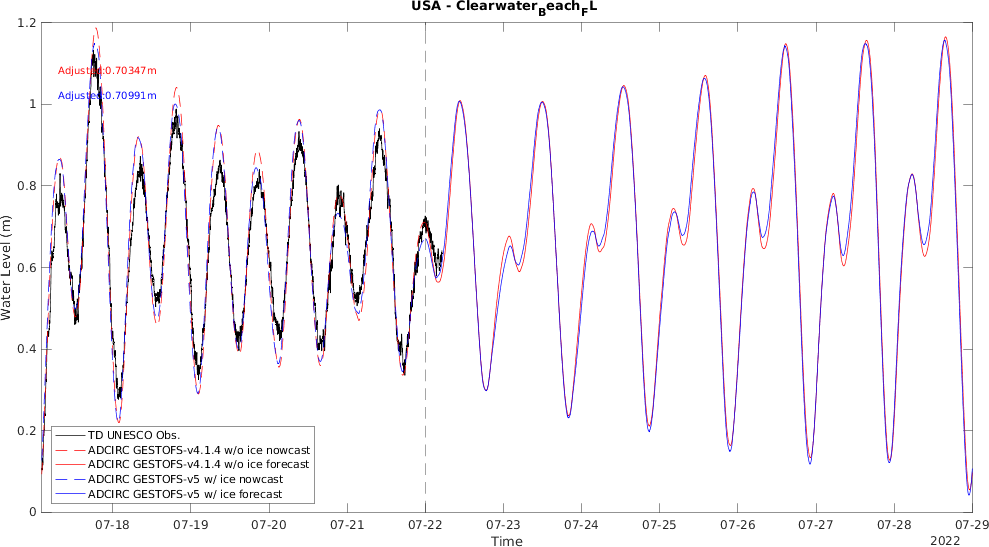 USA - Clearwater_Beach_FL
1.2
1
0.8
0.6
0.4
0.2
0
Water Level (m)
Adjusted:0.70347m
Adjusted:0.70991m
TD UNESCO Obs.
ADCIRC GESTOFS-v4.1.4 w/o ice nowcast
ADCIRC GESTOFS-v4.1.4 w/o ice forecast
ADCIRC GESTOFS-v5 w/ ice nowcast
ADCIRC GESTOFS-v5 w/ ice forecast
07-18 07-19 07-20 07-21 07-22 07-23 07-24 07-25 07-26 07-27 07-28 07-29
Time
2022